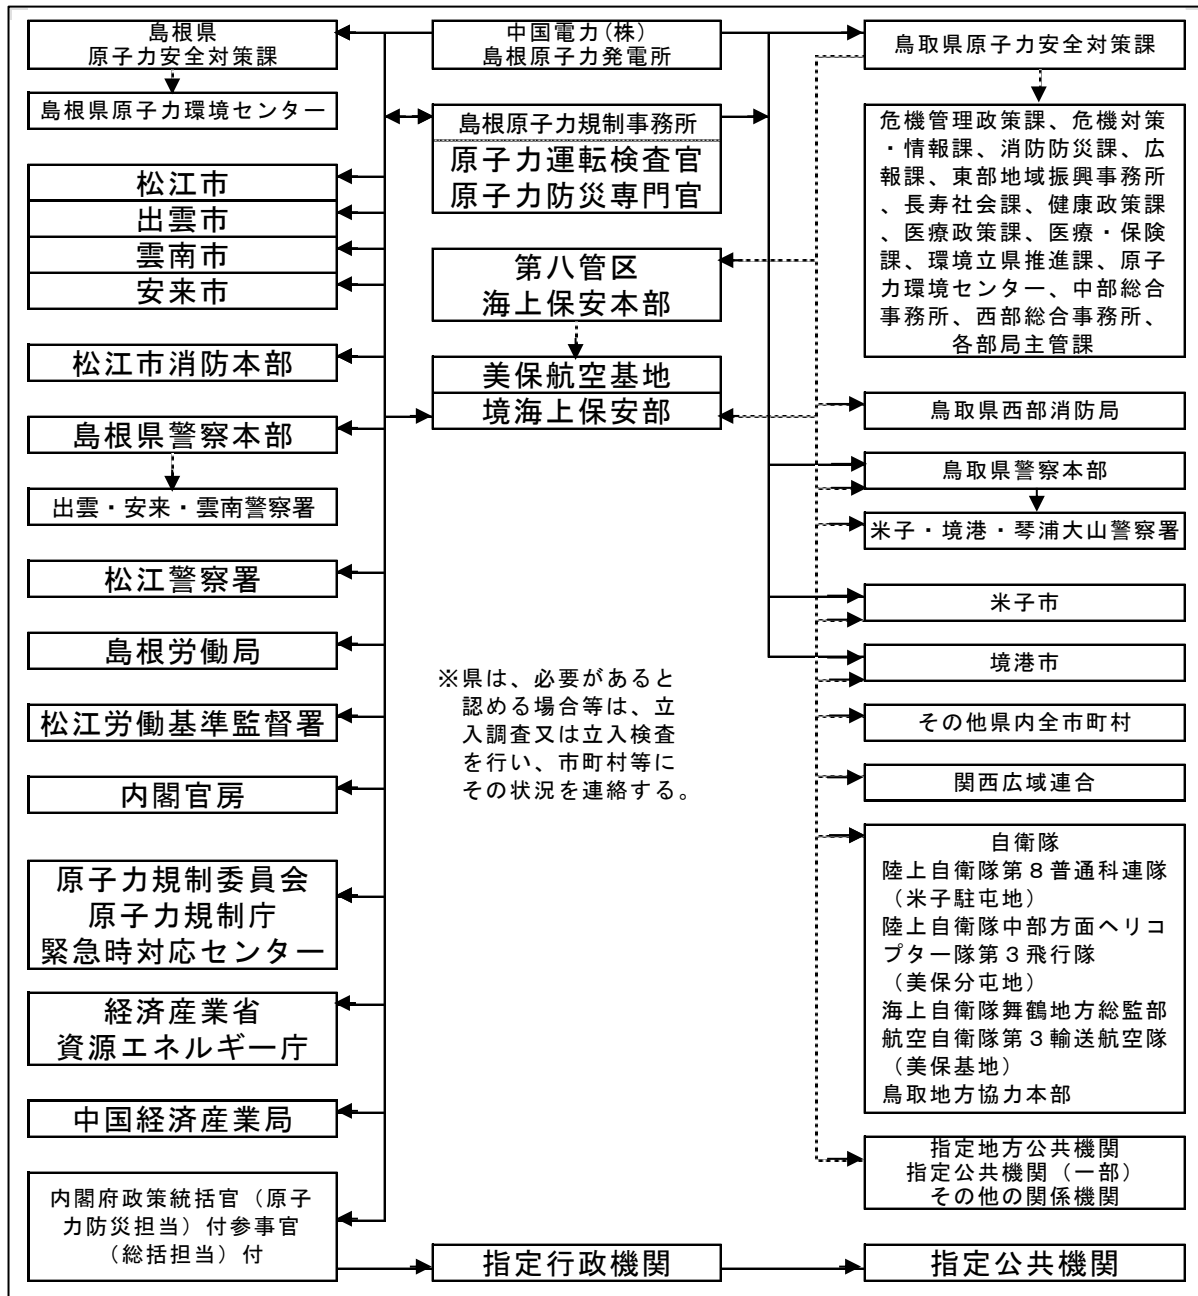 島根県
原子力安全対策課
島根県原子力環境センター
松江市
出雲市
雲南市
安来市
松江市消防本部
島根県警察本部
出雲・安来・雲南警察署
松江警察署
島根労働局
松江労働基準監督署
内閣官房
原子力規制委員会
原子力規制庁
緊急時対応センター
経済産業省
資源エネルギー庁
中国経済産業局
内閣府政策統括官(原子
力防災担当)付参事官
(総括担当)付
中国電力(株)
島根原子力発電所
島根原子力規制事務所
原子力運転検査官
原子力防災専門官
第八管区
海上保安本部
美保航空基地
境海上保安部
※県は、必要があると
認める場合等は、立
入調査又は立入検査
を行い、市町村等に
その状況を連絡する。
指定行政機関
鳥取県原子力安全対策課
危機管理政策課、危機対策
・情報課、消防防災課、広
報課、東部地域振興事務所
、長寿社会課、健康政策課
、医療政策課、医療・保険
課、環境立県推進課、原子
力環境センター、中部総合
事務所、西部総合事務所、
各部局主管課
鳥取県西部消防局
鳥取県警察本部
米子・境港・琴浦大山警察署
米子市
境港市
その他県内全市町村
関西広域連合
自衛隊
陸上自衛隊第8普通科連隊
(米子駐屯地)
陸上自衛隊中部方面ヘリコ
プター隊第3飛行隊
(美保分屯地)
海上自衛隊舞鶴地方総監部
航空自衛隊第3輸送航空隊
(美保基地)
鳥取地方協力本部
指定地方公共機関
指定公共機関(一部)
その他の関係機関
指定公共機関